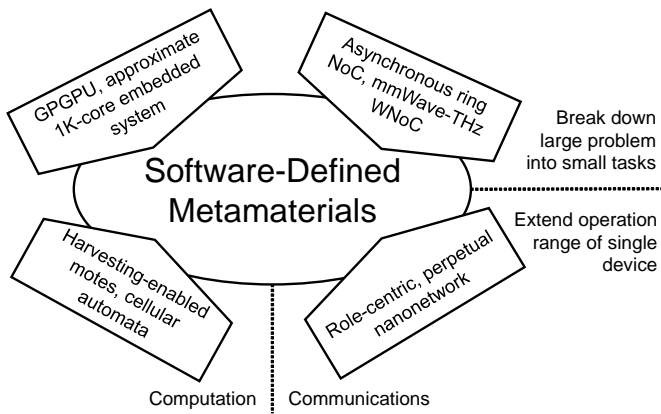 GPGPU, approximate
1K-core embedded
system
Asynchronous ring
NoC, mmWave-THz
WNoC
Break down
large problem
into small tasks
Software-Defined
Metamaterials
Extend operation
range of single
device
Harvesting-enabled
motes, cellular
automata
Role-centric, perpetual
nanonetwork
Computation
Communications